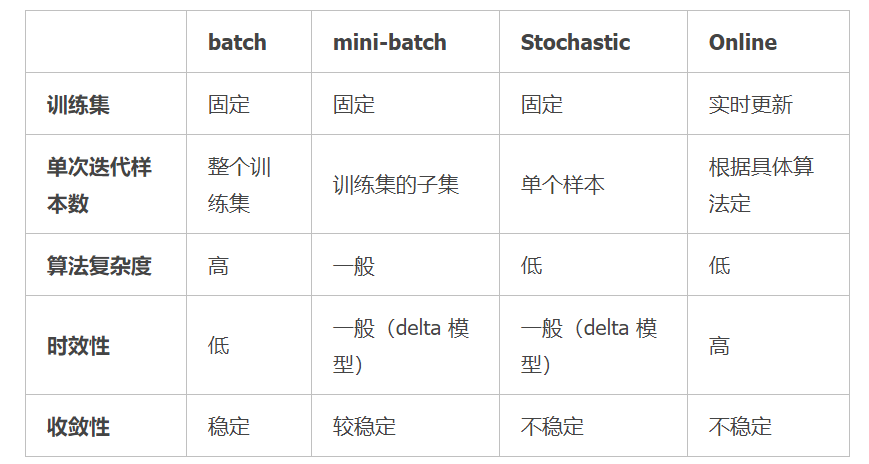 batch mini-batch Stochastic Online
训练集 固定 固定 固定 实时更新
单次迭代样本数 整个训练集 训练集的子集 单个样本 根据具体算法定
算法复杂度 高 一般 低 低
时效性 低 一般（delta 模型） 一般（delta 模型） 高
收敛性 稳定 较稳定 不稳定 不稳定